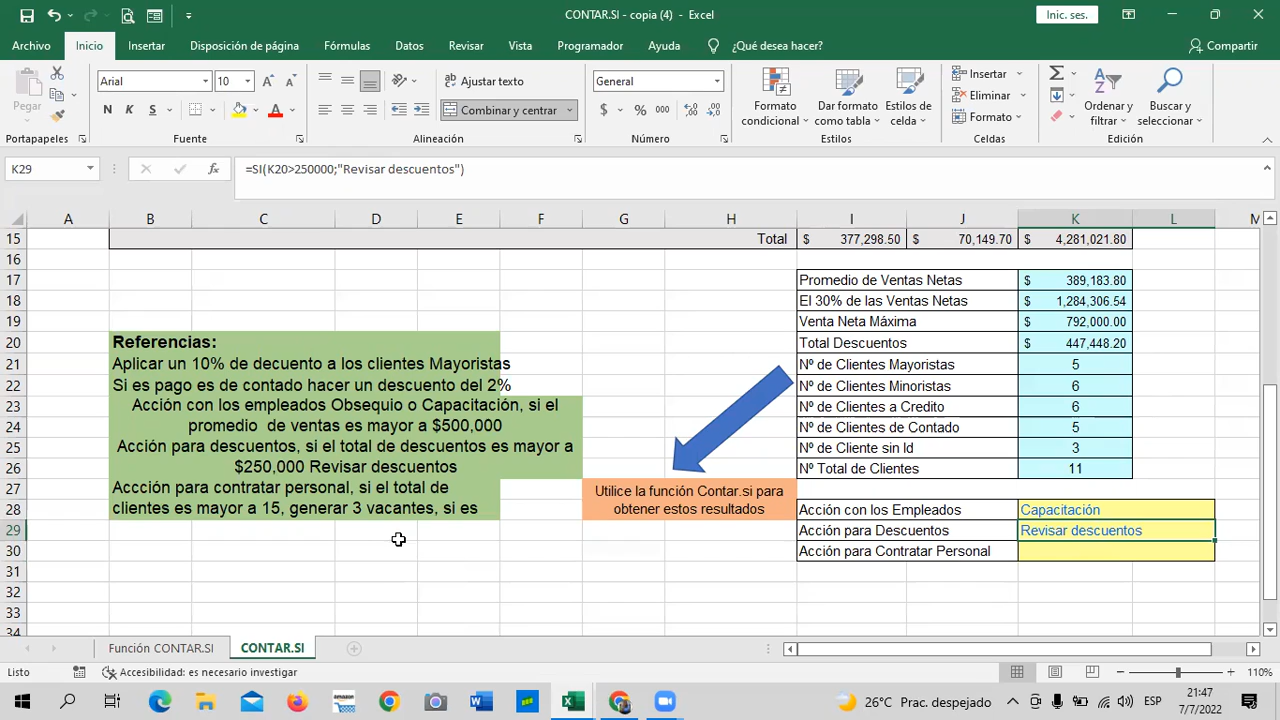 CONTAR.SI - copia (4) - Excel
Inic. ses.
Archivo Inicio Insertar Disposición de página Fórmulas Datos Revisar Vista Programador Ayuda ¿Qué desea hacer? Compartir
Pegar
Portapapeles
Arial 10
N K S
Fuente
Ajustar texto
Combinar y centrar
Alineación
General
$ % 000
Número
Formato condicional
Dar formato como tabla
Estilos de celda
Estilos
Insertar
Eliminar
Formato
Celdas
Ordenar y filtrar
Buscar y seleccionar
Edición
K29 fx =SI(K20>250000;"Revisar descuentos")
A B C D E F G H I J K L M
15 Total $ 377,298.50 $ 70,149.70 $ 4,281,021.80
16
17 Promedio de Ventas Netas $ 389,183.80
18 El 30% de las Ventas Netas $ 1,284,306.54
19 Venta Neta Máxima $ 792,000.00
20 Referencias: Total Descuentos $ 447,448.20
21 Aplicar un 10% de decuento a los clientes Mayoristas Nº de Clientes Mayoristas 5
22 Si es pago es de contado hacer un descuento del 2% Nº de Clientes Minoristas 6
23 Acción con los empleados Obsequio o Capacitación, si el Nº de Clientes a Credito 6
24 promedio de ventas es mayor a $500,000 Nº de Clientes de Contado 5
25 Acción para descuentos, si el total de descuentos es mayor a Nº de Cliente sin Id 3
26 $250,000 Revisar descuentos Nº Total de Clientes 11
27 Accción para contratar personal, si el total de Utilice la función Contar.si para
28 clientes es mayor a 15, generar 3 vacantes, si es obtener estos resultados Acción con los Empleados Capacitación
29 Acción para Descuentos Revisar descuentos
30 Acción para Contratar Personal
31
32
33
34
Función CONTAR.SI CONTAR.SI
Listo Accesibilidad: es necesario investigar 110%
26°C Prac. despejado ESP 21:47
7/7/2022